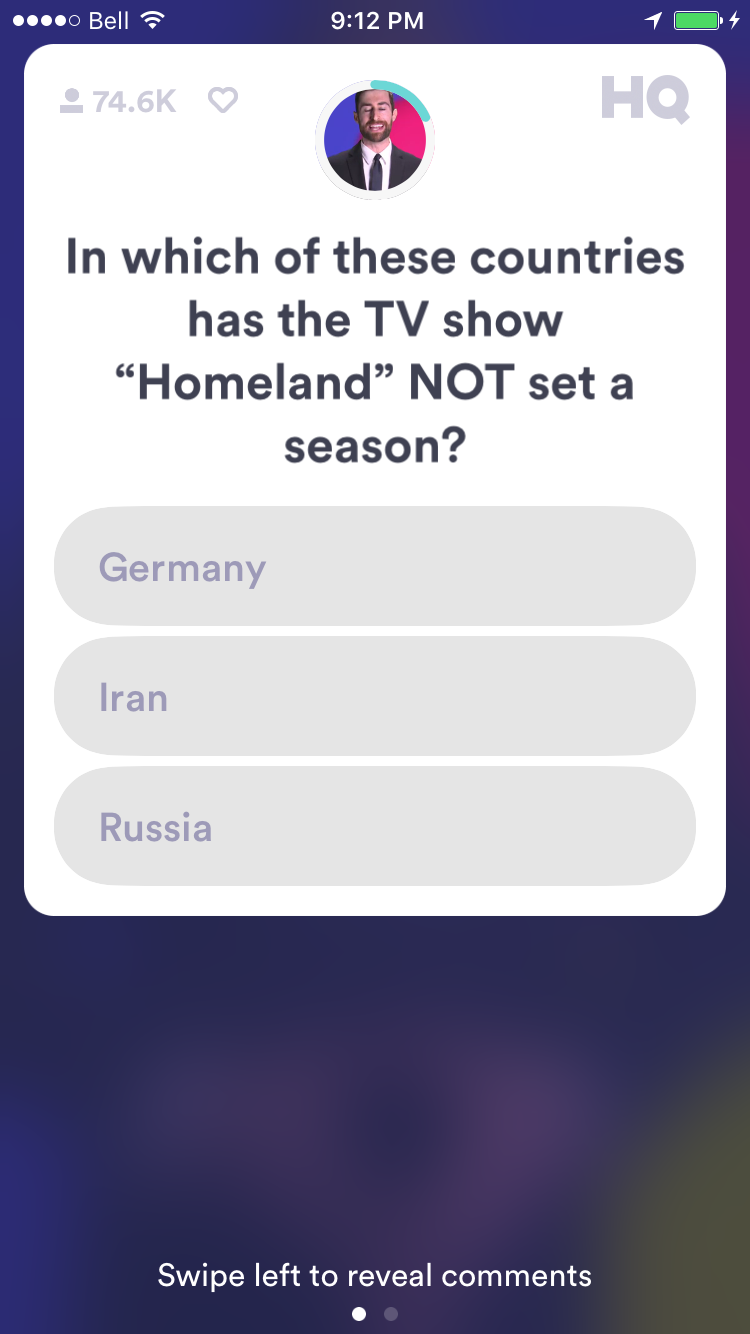 Bell 9:12 PM
74.6K HQ
In which of these countries
has the TV show
“Homeland” NOT set a
season?
Germany
Iran
Russia
Swipe left to reveal comments